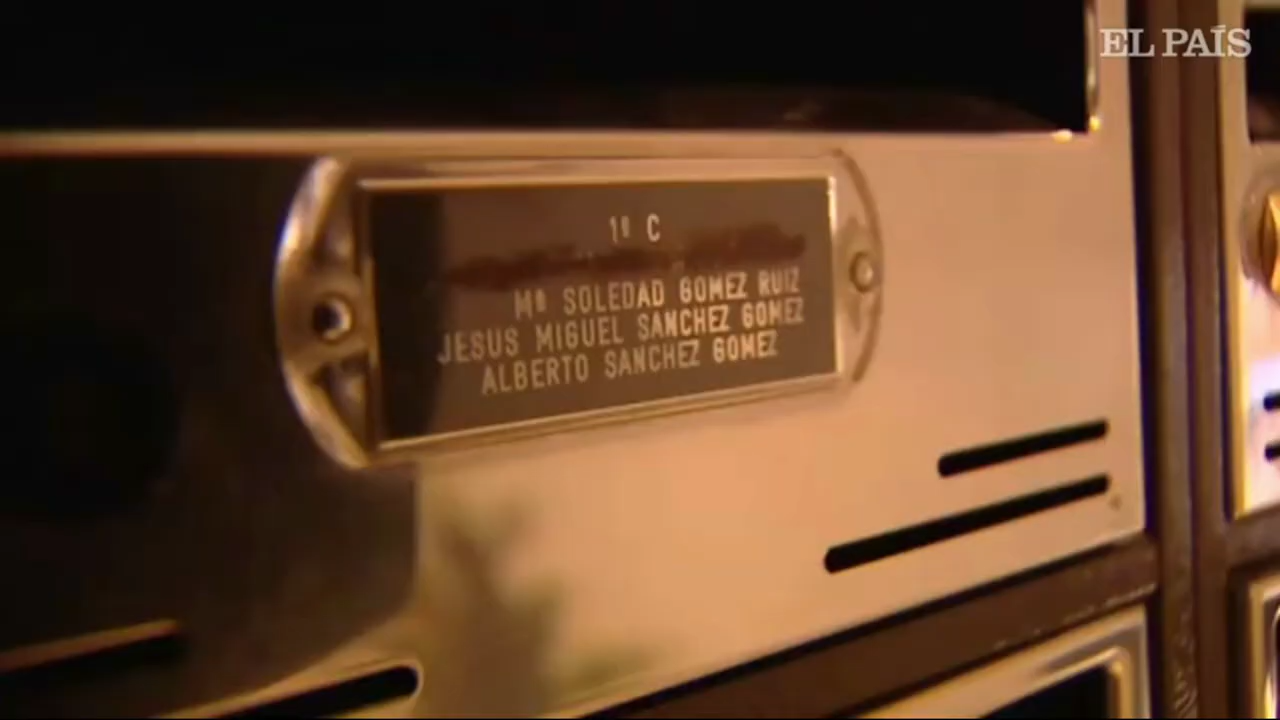 EL PAÍS
1º C
Mª SOLEDAD GOMEZ RUIZ
JESUS MIGUEL SANCHEZ GOMEZ
ALBERTO SANCHEZ GOMEZ